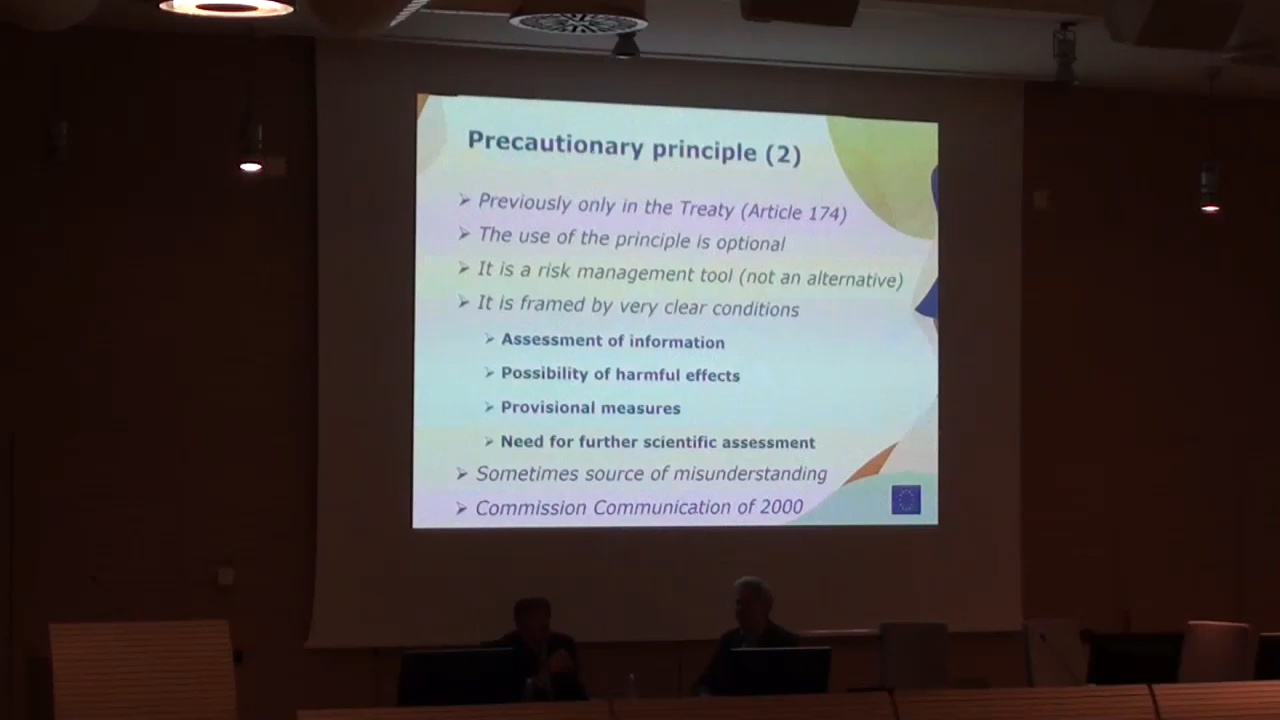 Precautionary principle (2)
➢ Previously only in the Treaty (Article 174)
➢ The use of the principle is optional
➢ It is a risk management tool (not an alternative)
➢ It is framed by very clear conditions
➢ Assessment of information
➢ Possibility of harmful effects
➢ Provisional measures
➢ Need for further scientific assessment
➢ Sometimes source of misunderstanding
➢ Commission Communication of 2000